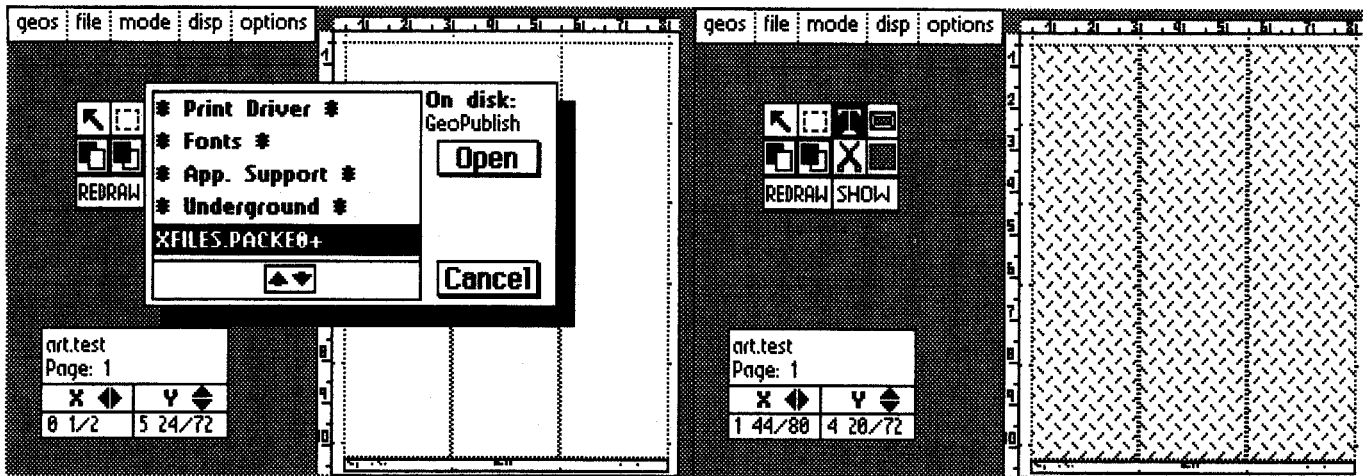 geos file mode disp options
* Print Driver *
* Fonts *
* App. Support *
* Underground *
XFILES.PACKE0+
On disk:
GeoPublish
Open
Cancel
REDRAW
art.test
Page: 1
X Y
0 1/2 5 24/72
geos file mode disp options
REDRAW SHOW
art.test
Page: 1
X Y
1 44/80 4 20/72